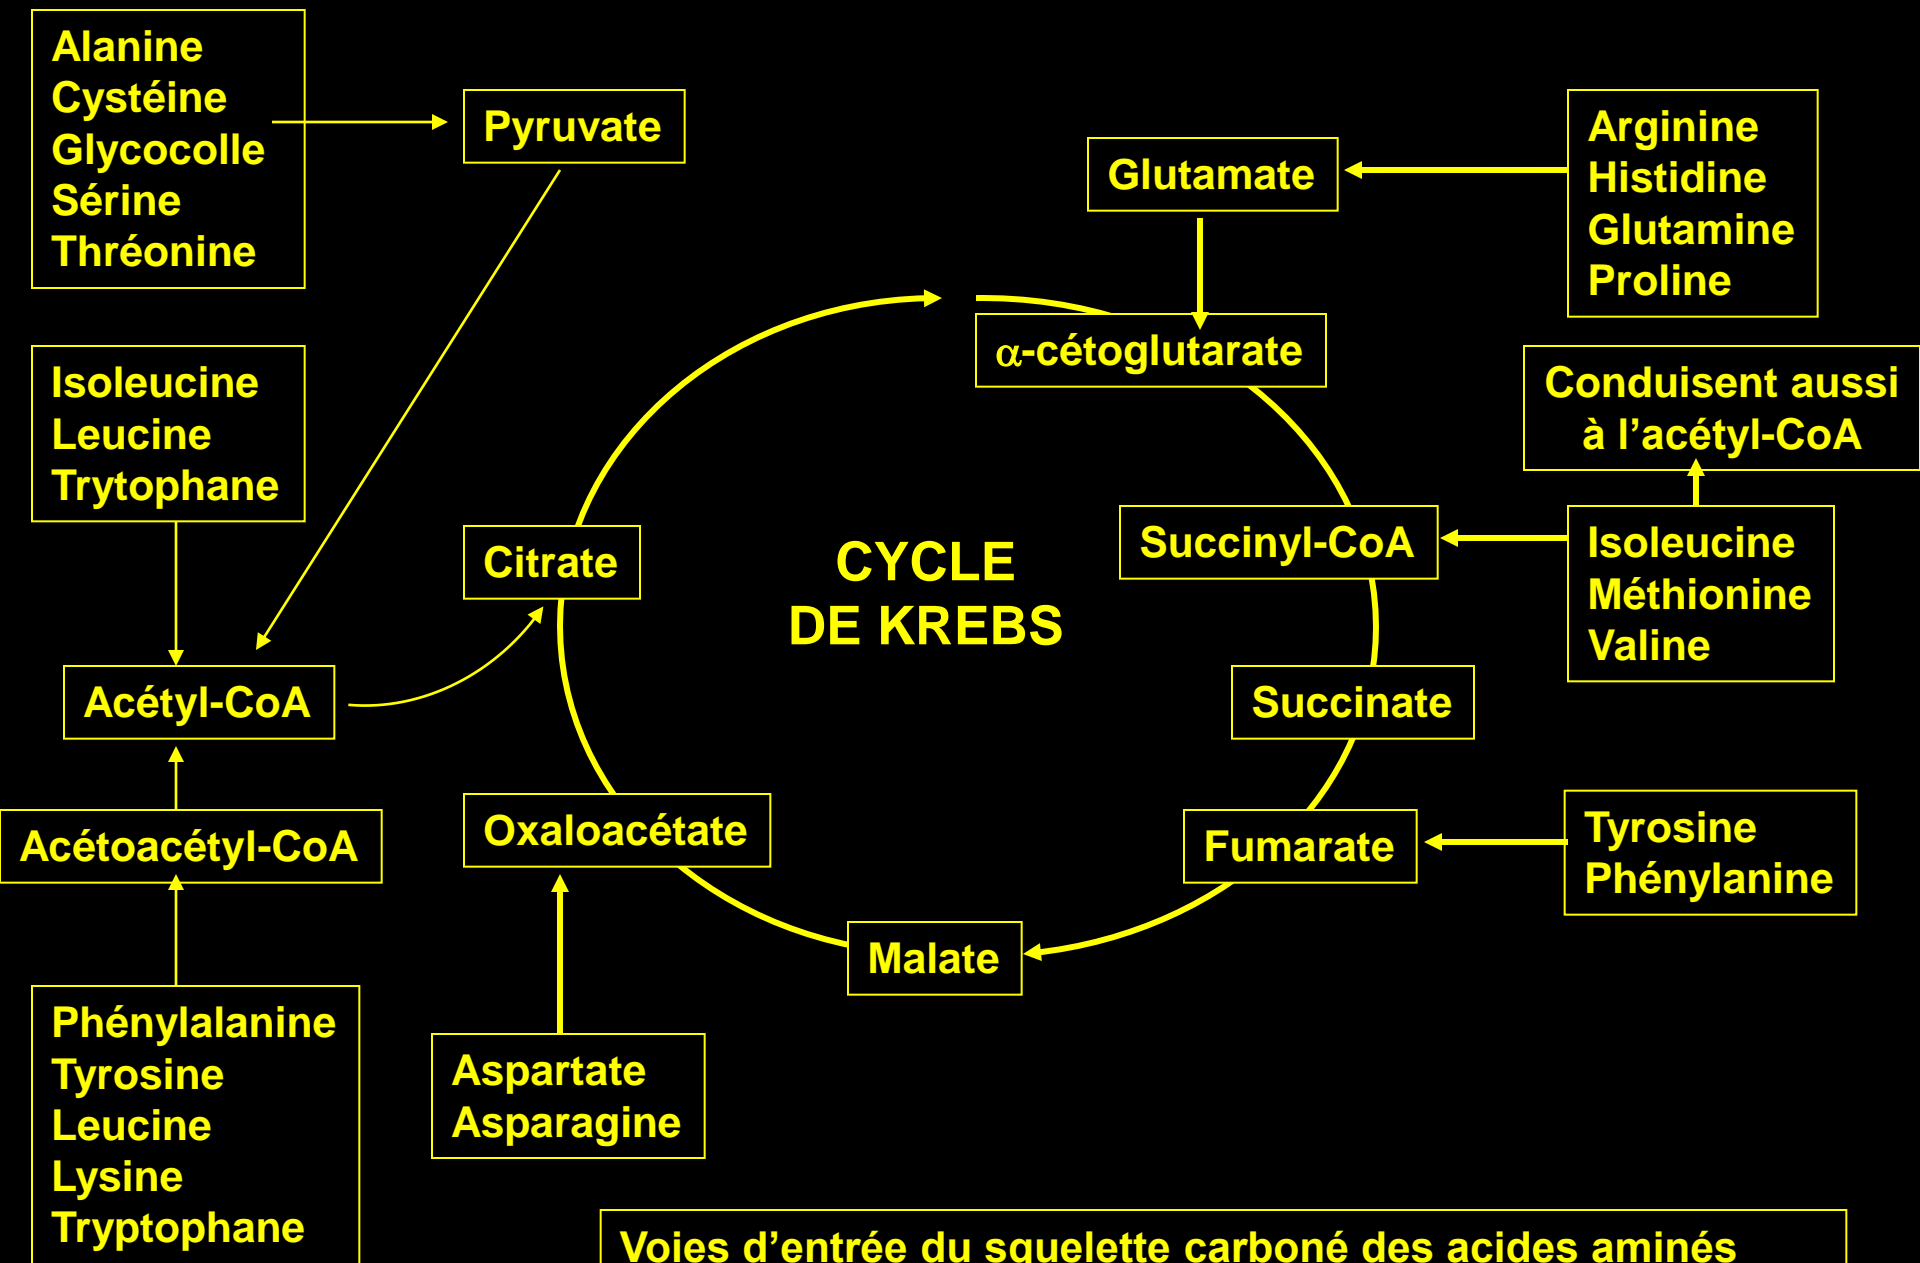 Alanine
Cystéine
Glycocolle
Sérine
Thréonine
Pyruvate
Glutamate
Arginine
Histidine
Glutamine
Proline
α-cétoglutarate
Isoleucine
Leucine
Trytophane
Conduisent aussi
à l’acétyl-CoA
Citrate
CYCLE
DE KREBS
Succinyl-CoA
Isoleucine
Méthionine
Valine
Acétyl-CoA
Succinate
Acétoacétyl-CoA
Oxaloacétate
Fumarate
Tyrosine
Phénylanine
Malate
Phénylalanine
Tyrosine
Leucine
Lysine
Tryptophane
Aspartate
Asparagine
Voies d’entrée du squelette carboné des acides aminés